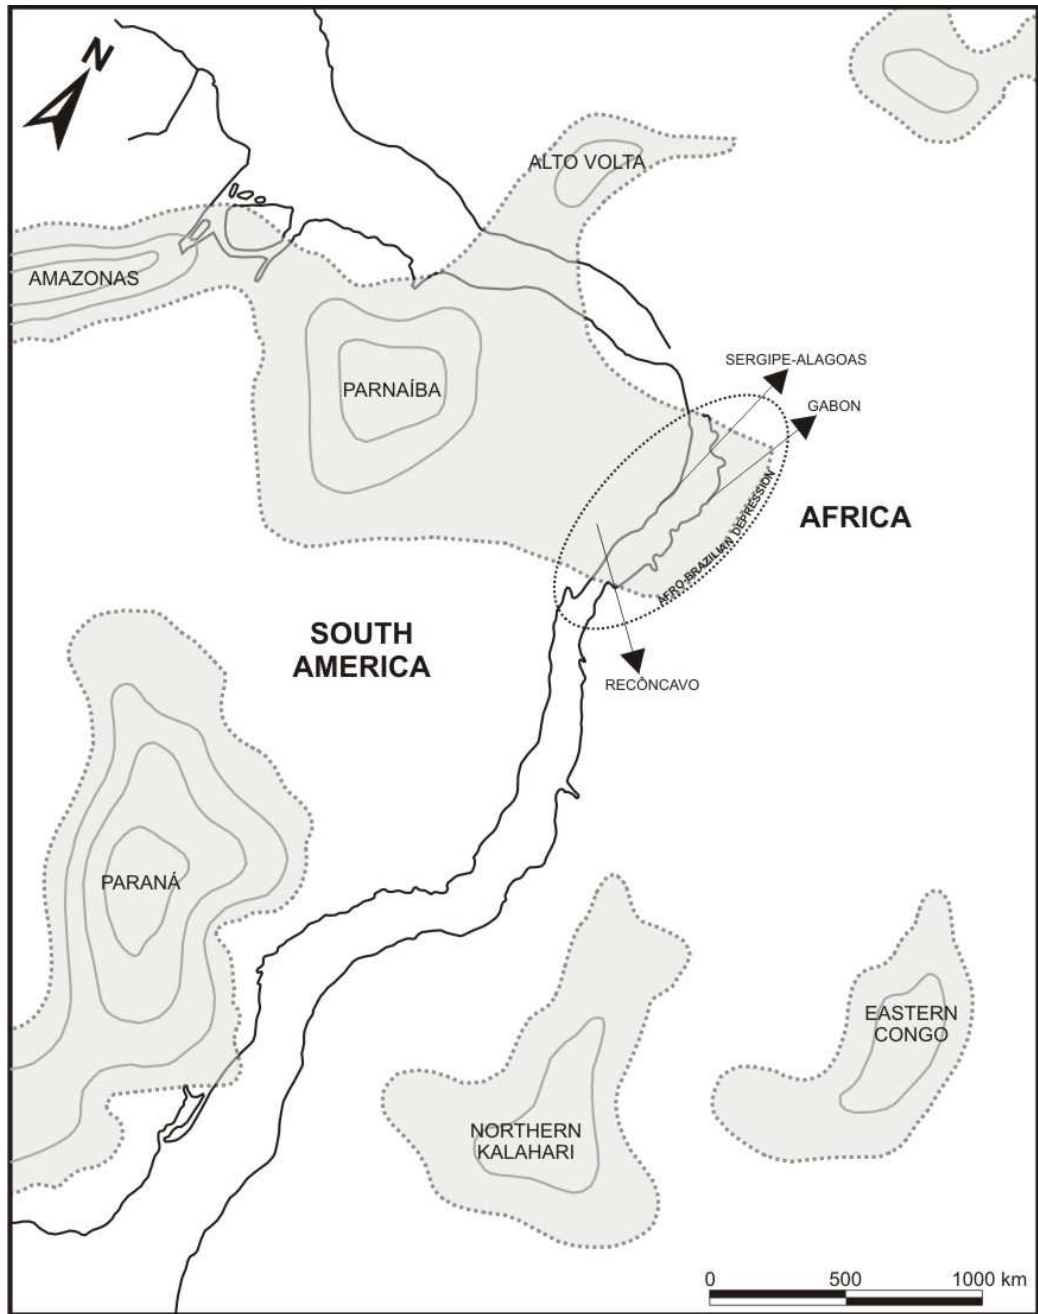 N
ALTO VOLTA
AMAZONAS
PARNAÍBA
SERGIPE-ALAGOAS
GABON
AFRICA
AFRO-BRAZILIAN DEPRESSION
SOUTH
AMERICA
RECÔNCAVO
PARANÁ
EASTERN
CONGO
NORTHERN
KALAHARI
0 500 1000 km